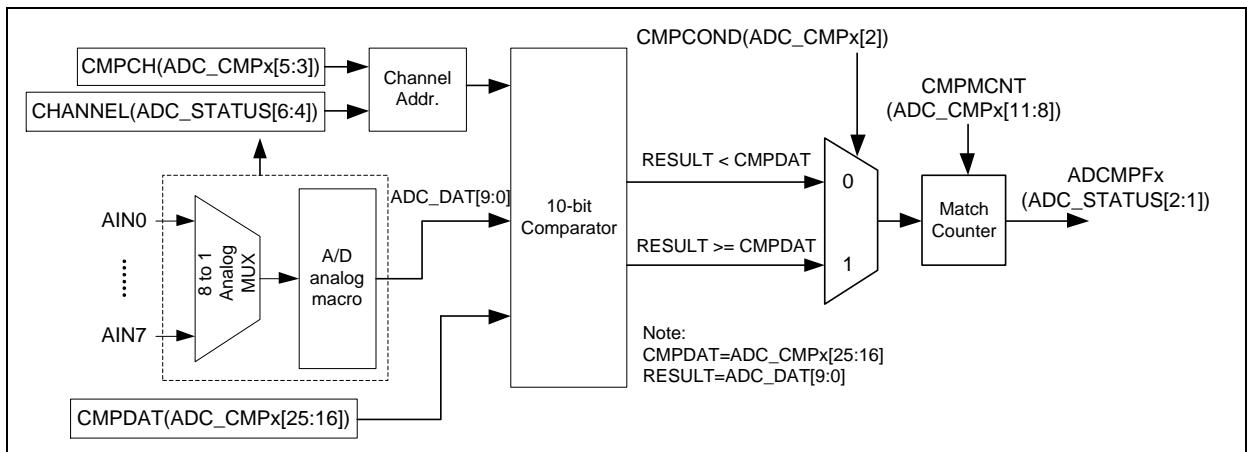 CMPCH(ADC_CMPx[5:3])
CHANNEL(ADC_STATUS[6:4])
Channel
Addr.
CMPCOND(ADC_CMPx[2])
CMPMCNT
(ADC_CMPx[11:8])
AIN0
......
AIN7
8 to 1
Analog
MUX
A/D
analog
macro
ADC_DAT[9:0]
10-bit
Comparator
RESULT < CMPDAT
RESULT >= CMPDAT
0
1
Match
Counter
ADCMPFx
(ADC_STATUS[2:1])
Note:
CMPDAT=ADC_CMPx[25:16]
RESULT=ADC_DAT[9:0]
CMPDAT(ADC_CMPx[25:16])